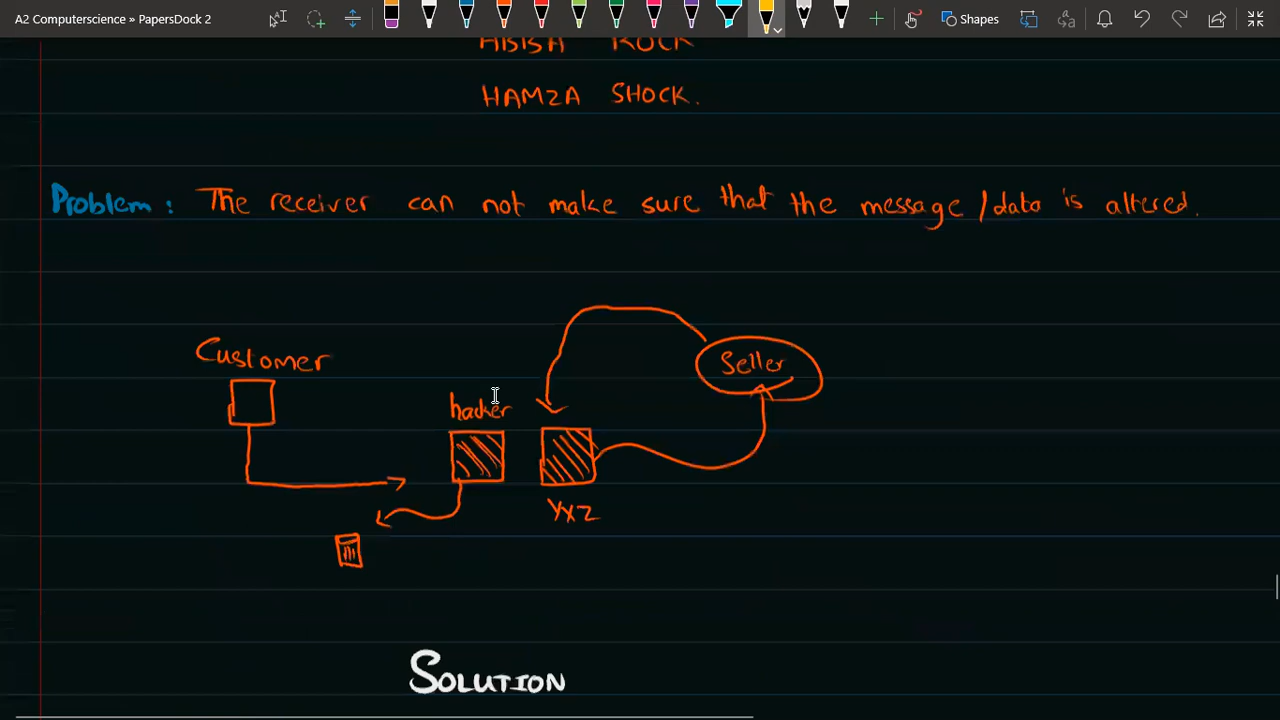 A2 Computerscience » PapersDock 2
Shapes
HAMZA SHOCK.
Problem : The receiver can not make sure that the message / data is altered.
Customer
Seller
hacker
YXZ
SOLUTION